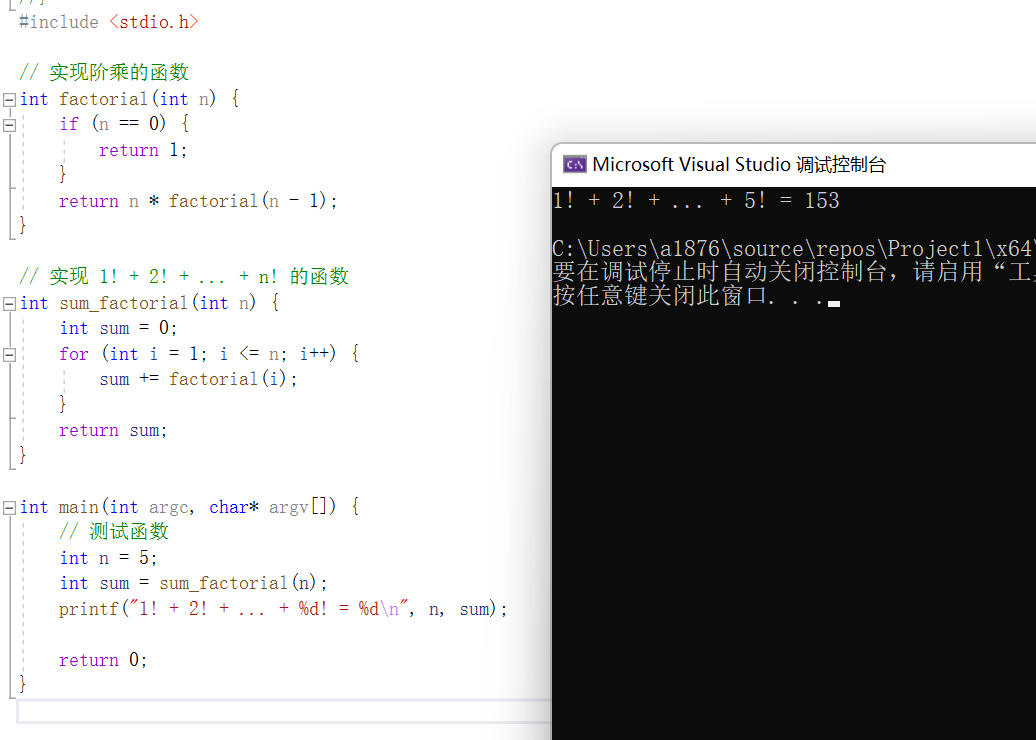 #include <stdio.h>
// 实现阶乘的函数
int factorial(int n) {
if (n == 0) {
return 1;
}
return n * factorial(n - 1);
}
// 实现 1! + 2! + ... + n! 的函数
int sum_factorial(int n) {
int sum = 0;
for (int i = 1; i <= n; i++) {
sum += factorial(i);
}
return sum;
}
int main(int argc, char* argv[]) {
// 测试函数
int n = 5;
int sum = sum_factorial(n);
printf("1! + 2! + ... + %d! = %d\n", n, sum);
return 0;
}
Microsoft Visual Studio 调试控制台
1! + 2! + ... + 5! = 153
C:\Users\a1876\source\repos\Project1\x64\
要在调试停止时自动关闭控制台，请启用“工
按任意键关闭此窗口. . .